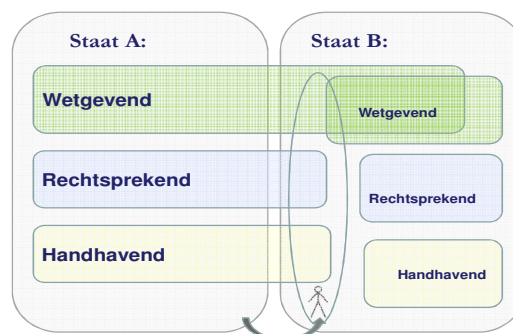 Staat A:
Staat B:
Wetgevend
Wetgevend
Rechtsprekend
Rechtsprekend
Handhavend
Handhavend